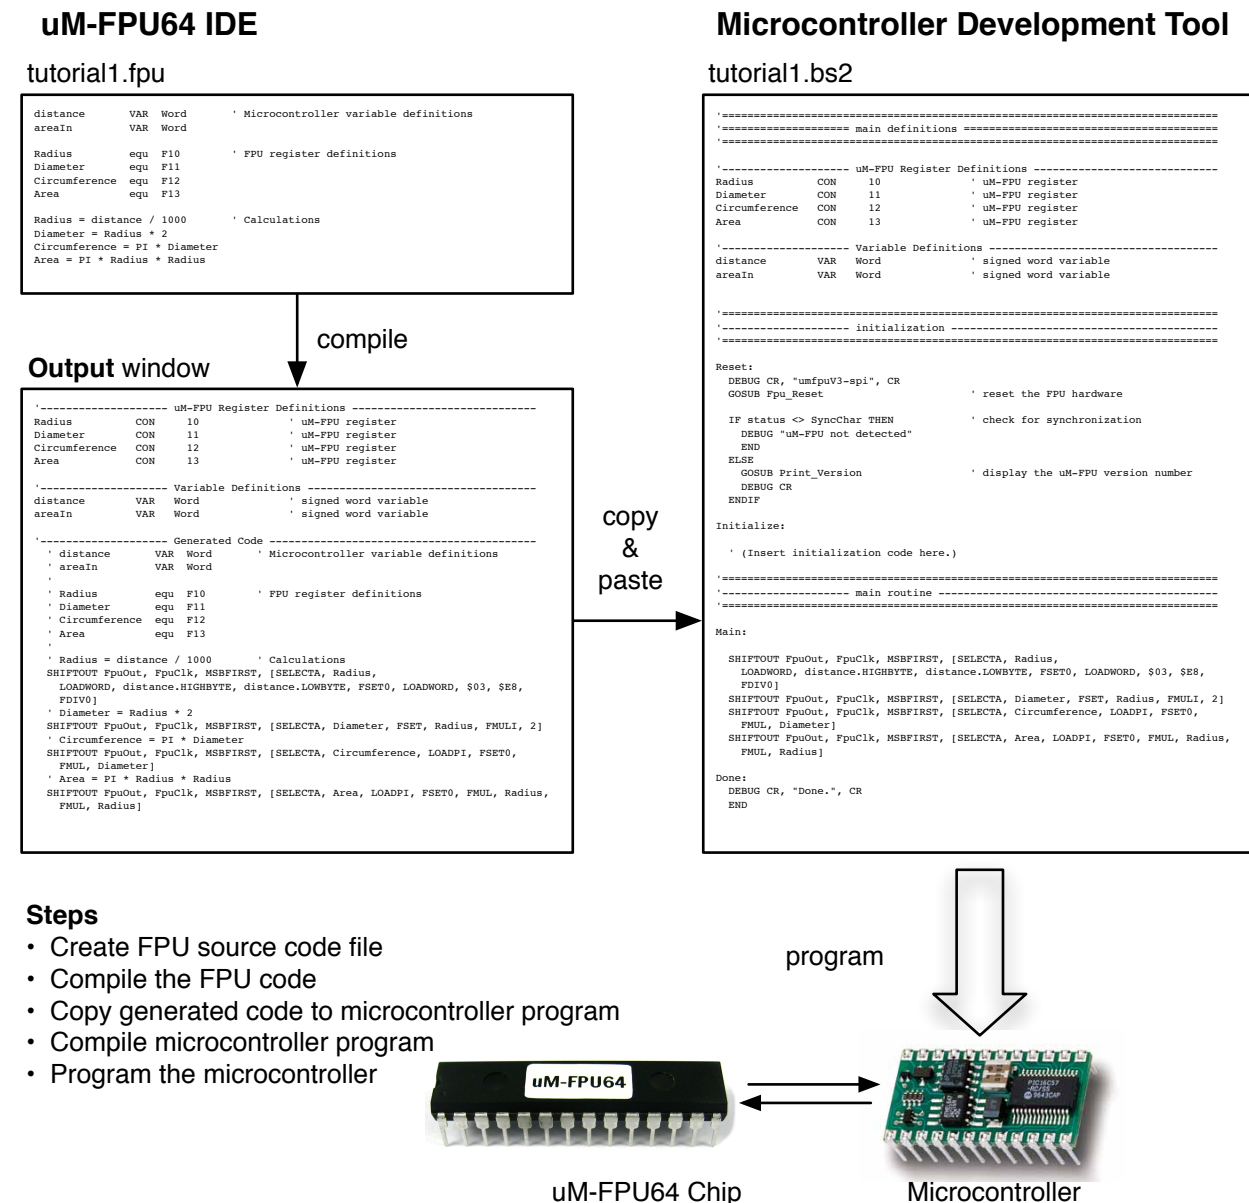 uM-FPU64 IDE
tutorial1.fpu
distance VAR Word ' Microcontroller variable definitions
areaIn VAR Word
Radius equ F10 ' FPU register definitions
Diameter equ F11
Circumference equ F12
Area equ F13
Radius = distance / 1000 ' Calculations
Diameter = Radius * 2
Circumference = PI * Diameter
Area = PI * Radius * Radius
compile
Output window
'-------------------- uM-FPU Register Definitions -----------------------------
Radius CON 10 ' uM-FPU register
Diameter CON 11 ' uM-FPU register
Circumference CON 12 ' uM-FPU register
Area CON 13 ' uM-FPU register
'-------------------- Variable Definitions ------------------------------------
distance VAR Word ' signed word variable
areaIn VAR Word ' signed word variable
'-------------------- Generated Code ------------------------------------------
' distance VAR Word ' Microcontroller variable definitions
' areaIn VAR Word
'
' Radius equ F10 ' FPU register definitions
' Diameter equ F11
' Circumference equ F12
' Area equ F13
'
' Radius = distance / 1000 ' Calculations
SHIFTOUT FpuOut, FpuClk, MSBFIRST, [SELECTA, Radius,
LOADWORD, distance.HIGHBYTE, distance.LOWBYTE, FSET0, LOADWORD, $03, $E8,
FDIV0]
' Diameter = Radius * 2
SHIFTOUT FpuOut, FpuClk, MSBFIRST, [SELECTA, Diameter, FSET, Radius, FMULI, 2]
' Circumference = PI * Diameter
SHIFTOUT FpuOut, FpuClk, MSBFIRST, [SELECTA, Circumference, LOADPI, FSET0,
FMUL, Diameter]
' Area = PI * Radius * Radius
SHIFTOUT FpuOut, FpuClk, MSBFIRST, [SELECTA, Area, LOADPI, FSET0, FMUL, Radius,
FMUL, Radius]
copy
&
paste
Microcontroller Development Tool
tutorial1.bs2
'==============================================================================
'==================== main definitions ========================================
'==============================================================================
'-------------------- uM-FPU Register Definitions -----------------------------
Radius CON 10 ' uM-FPU register
Diameter CON 11 ' uM-FPU register
Circumference CON 12 ' uM-FPU register
Area CON 13 ' uM-FPU register
'-------------------- Variable Definitions ------------------------------------
distance VAR Word ' signed word variable
areaIn VAR Word ' signed word variable
'==============================================================================
'-------------------- initialization ------------------------------------------
'==============================================================================
Reset:
DEBUG CR, "umfpuV3-spi", CR
GOSUB Fpu_Reset ' reset the FPU hardware
IF status <> SyncChar THEN ' check for synchronization
DEBUG "uM-FPU not detected"
END
ELSE
GOSUB Print_Version ' display the uM-FPU version number
DEBUG CR
ENDIF
Initialize:
' (Insert initialization code here.)
'==============================================================================
'-------------------- main routine --------------------------------------------
'==============================================================================
Main:
SHIFTOUT FpuOut, FpuClk, MSBFIRST, [SELECTA, Radius,
LOADWORD, distance.HIGHBYTE, distance.LOWBYTE, FSET0, LOADWORD, $03, $E8,
FDIV0]
SHIFTOUT FpuOut, FpuClk, MSBFIRST, [SELECTA, Diameter, FSET, Radius, FMULI, 2]
SHIFTOUT FpuOut, FpuClk, MSBFIRST, [SELECTA, Circumference, LOADPI, FSET0,
FMUL, Diameter]
SHIFTOUT FpuOut, FpuClk, MSBFIRST, [SELECTA, Area, LOADPI, FSET0, FMUL, Radius,
FMUL, Radius]
Done:
DEBUG CR, "Done.", CR
END
Steps
• Create FPU source code file
• Compile the FPU code
• Copy generated code to microcontroller program
• Compile microcontroller program
• Program the microcontroller
program
uM-FPU64
PIC16C57
-RC/SS
9643CAP
uM-FPU64 Chip
Microcontroller